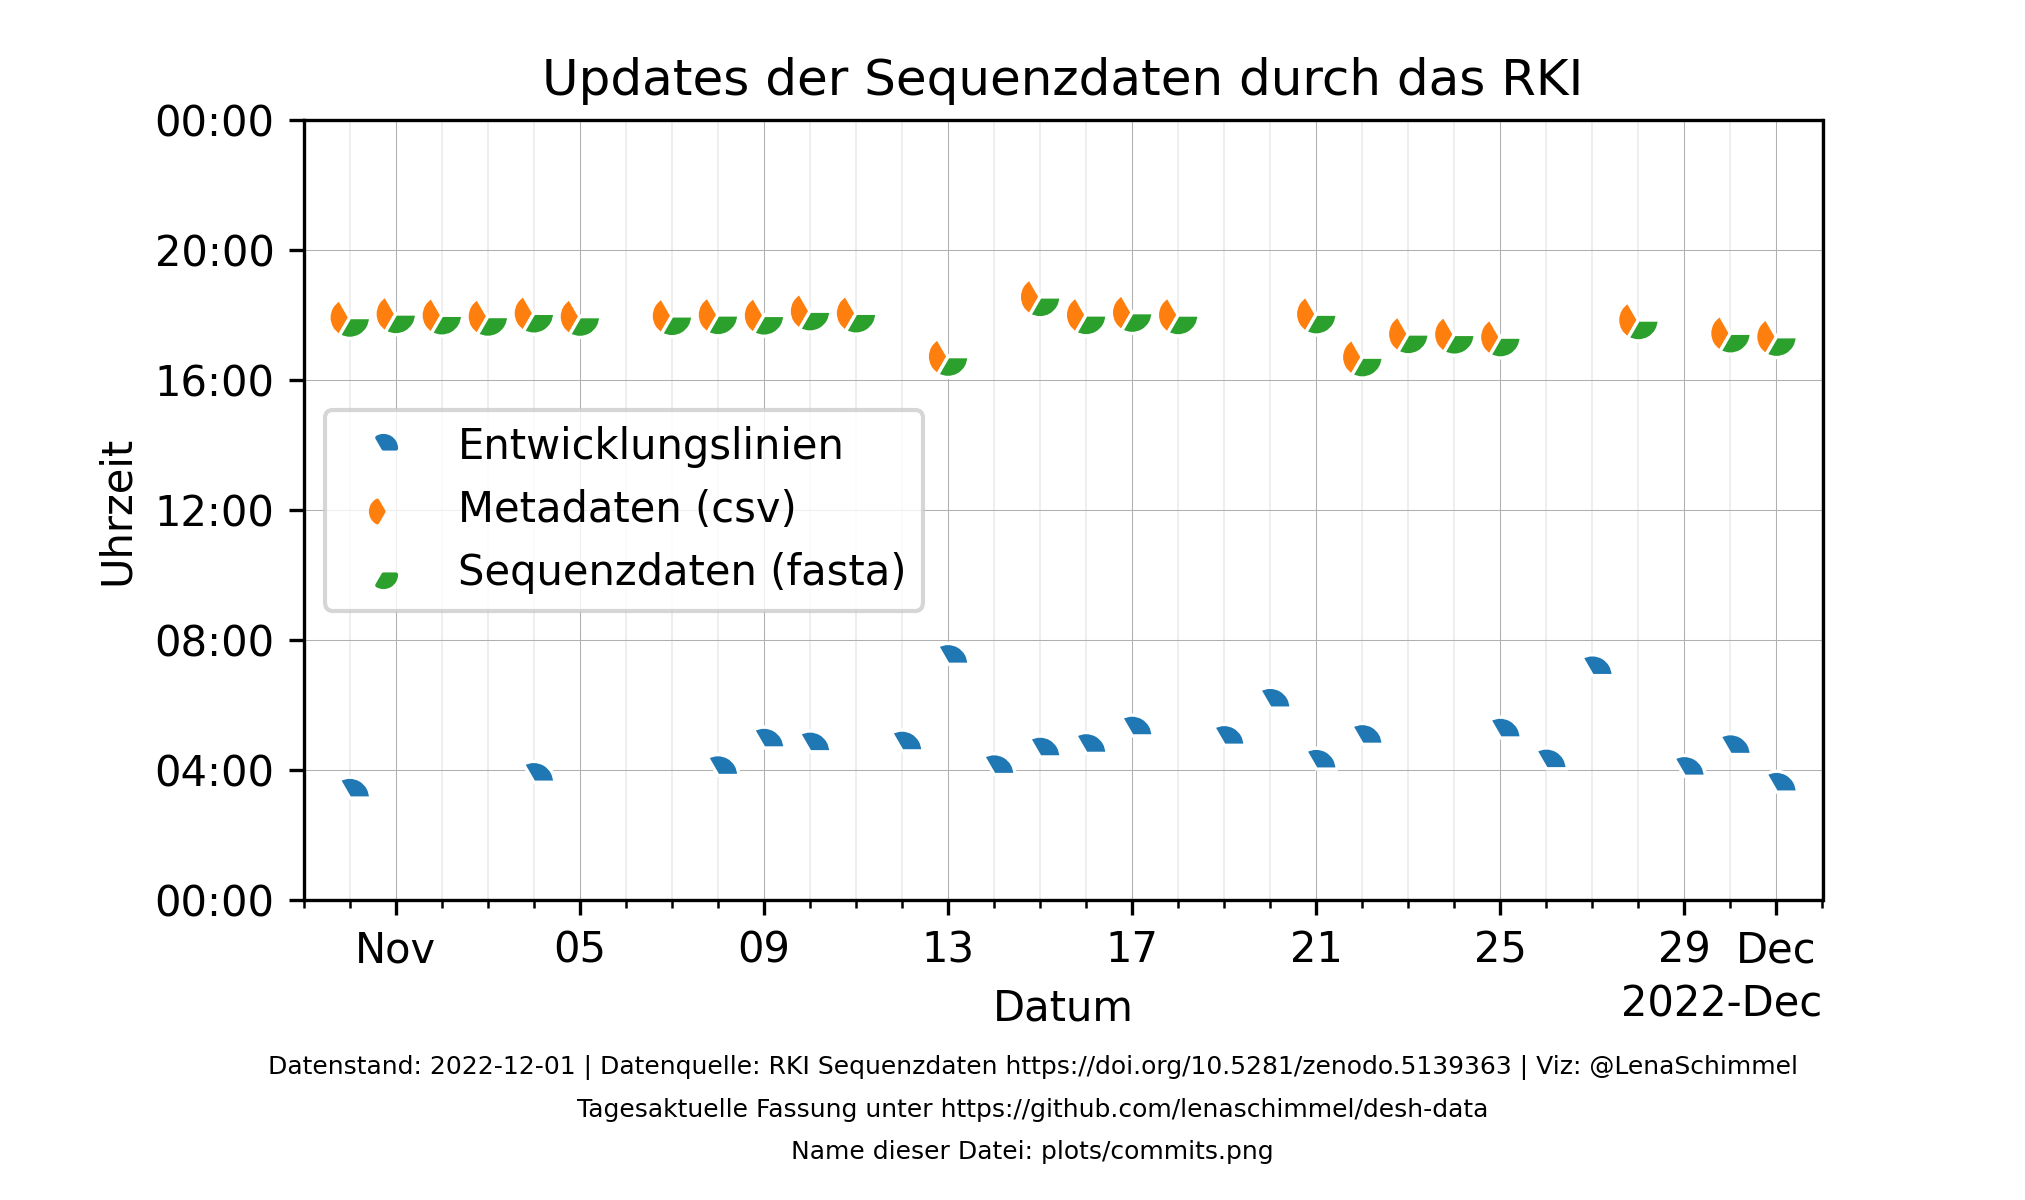 Updates der Sequenzdaten durch das RKI
00:00
20:00
16:00
12:00
08:00
04:00
00:00
Uhrzeit
Entwicklungslinien
Metadaten (csv)
Sequenzdaten (fasta)
Nov 05 09 13 17 21 25 29 Dec
Datum
2022-Dec
Datenstand: 2022-12-01 | Datenquelle: RKI Sequenzdaten https://doi.org/10.5281/zenodo.5139363 | Viz: @LenaSchimmel
Tagesaktuelle Fassung unter https://github.com/lenaschimmel/desh-data
Name dieser Datei: plots/commits.png